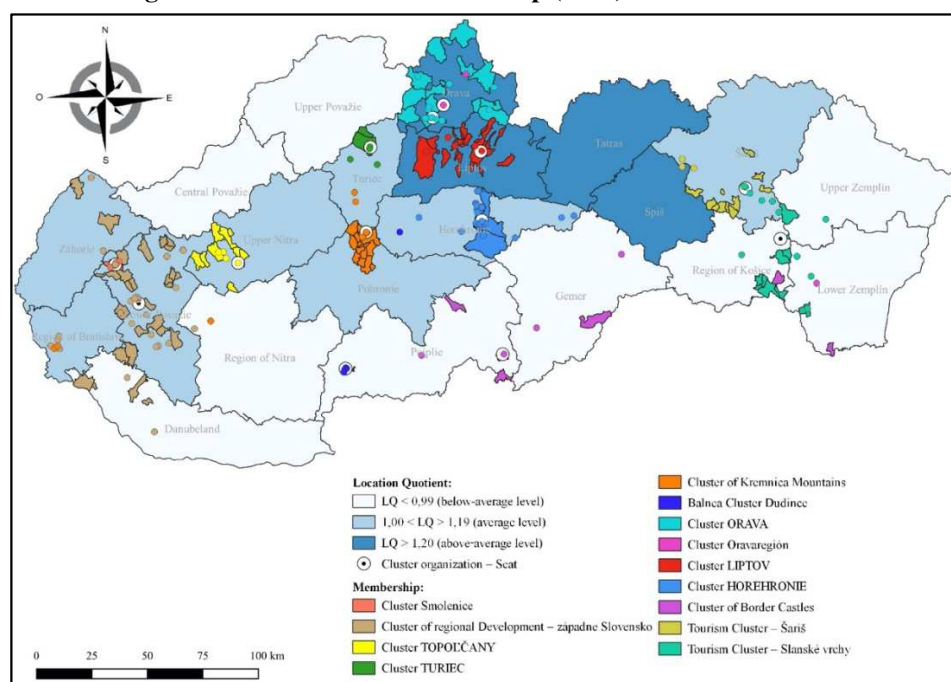 N
O
E
S
Upper Považie
Orava
Tatras
Central Považie
Turiec
Upper Zemplín
Záhorie
Upper Nitra
Spiš
Region of Košice
Pohronie
Gemer
Lower Zemplín
Region of Bratislava
Region of Nitra
Danubeland
Location Quotient:
LQ < 0,99 (below-average level)
1,00 < LQ > 1,19 (average level)
LQ > 1,20 (above-average level)
Cluster organization – Seat
Membership:
Cluster Smolenice
Cluster of regional Development – západne Slovensko
Cluster TOPOĽČANY
Cluster TURIEC
Cluster of Kremnica Mountains
Balnea Cluster Dudince
Cluster ORAVA
Cluster Oravaregión
Cluster LIPTOV
Cluster HOREHRONIE
Cluster of Border Castles
Tourism Cluster – Šariš
Tourism Cluster – Slanské vrchy
0 25 50 75 100 km